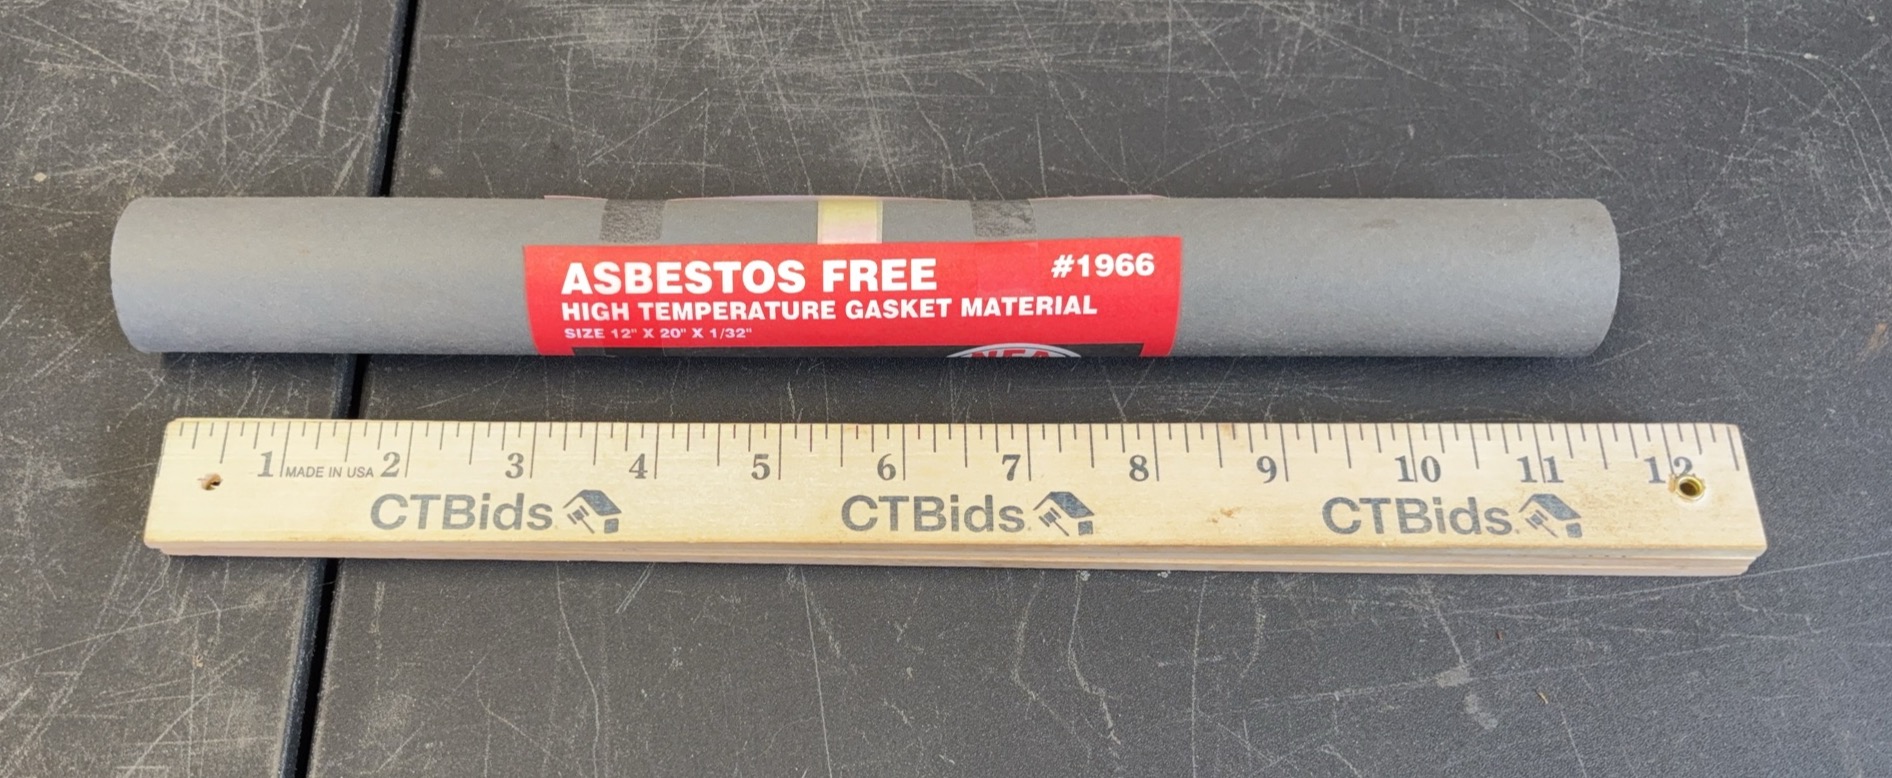 ASBESTOS FREE #1966
HIGH TEMPERATURE GASKET MATERIAL
SIZE 12" X 20" X 1/32"
1 MADE IN USA 2 3 4 5 6 7 8 9 10 11 12
CTBids CTBids. CTBids.